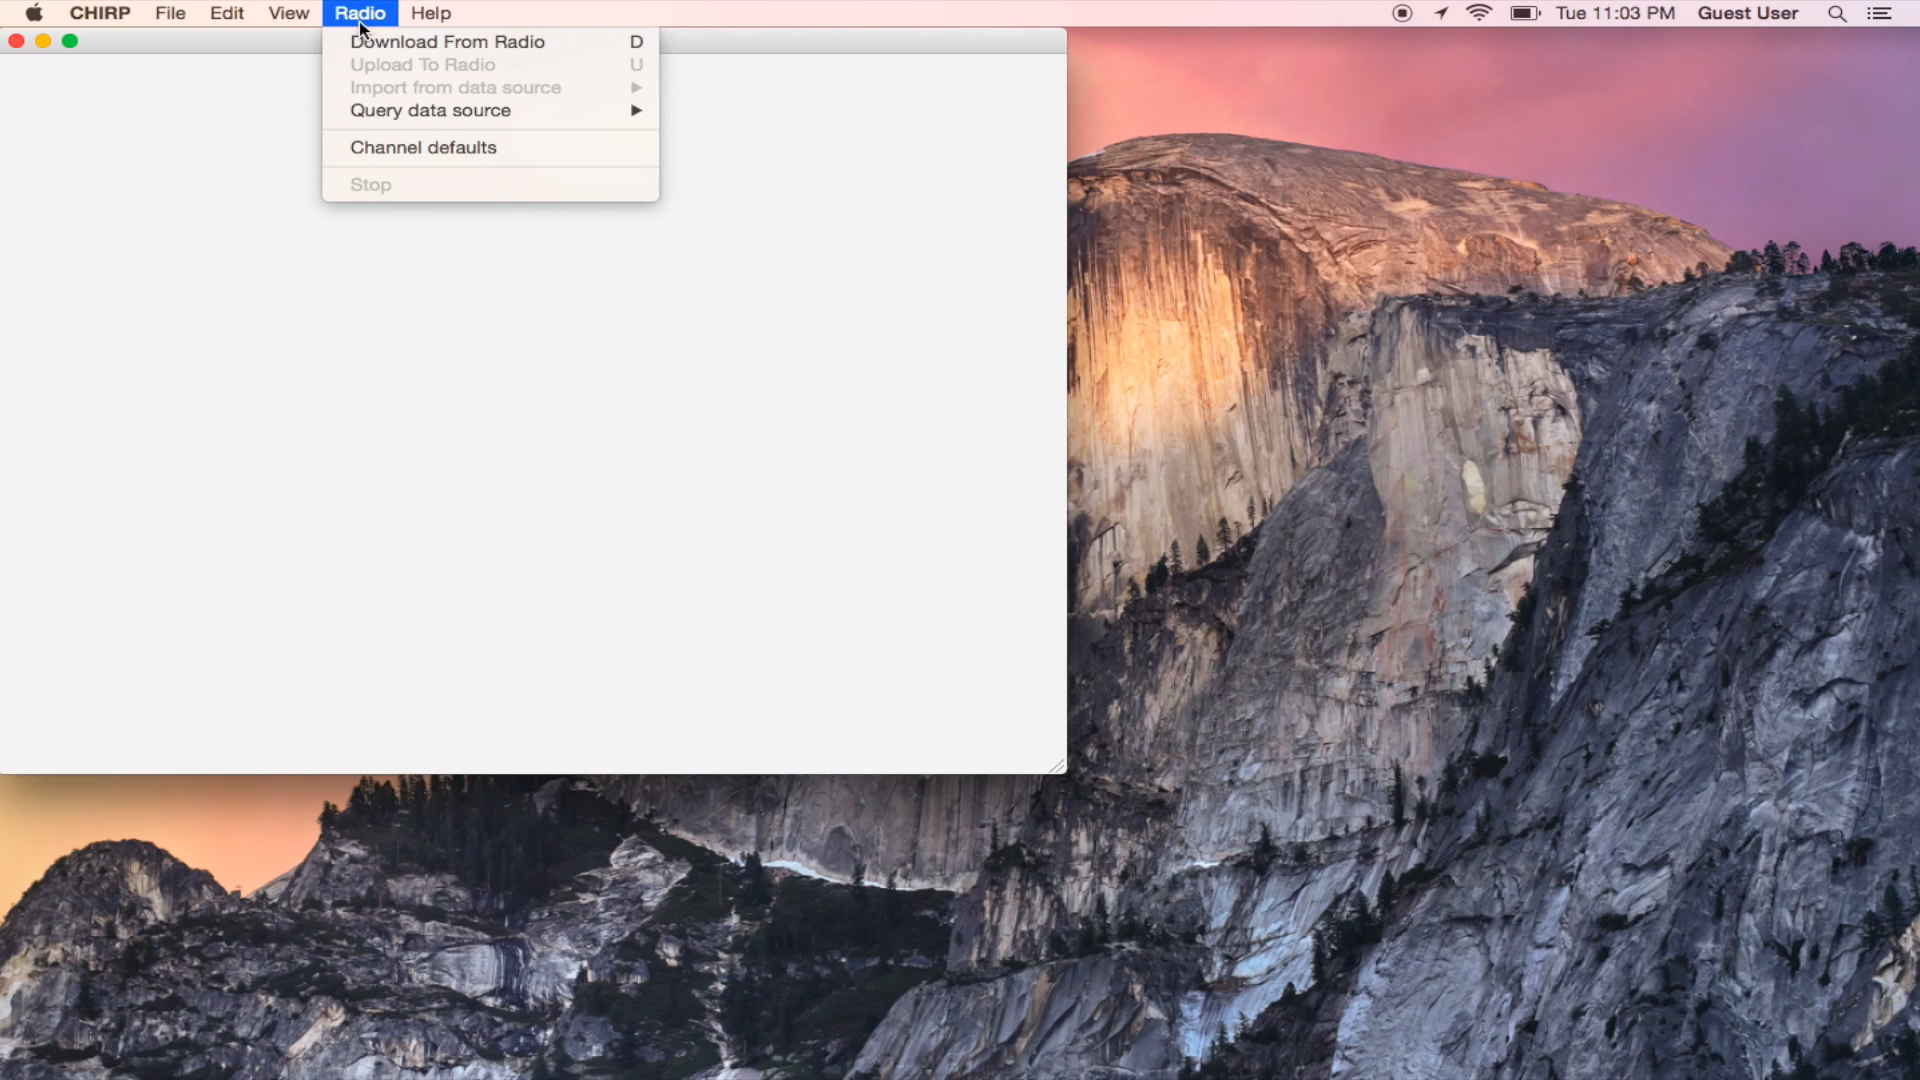 CHIRP File Edit View Radio Help Tue 11:03 PM Guest User
Download From Radio D
Upload To Radio U
Import from data source
Query data source
Channel defaults
Stop